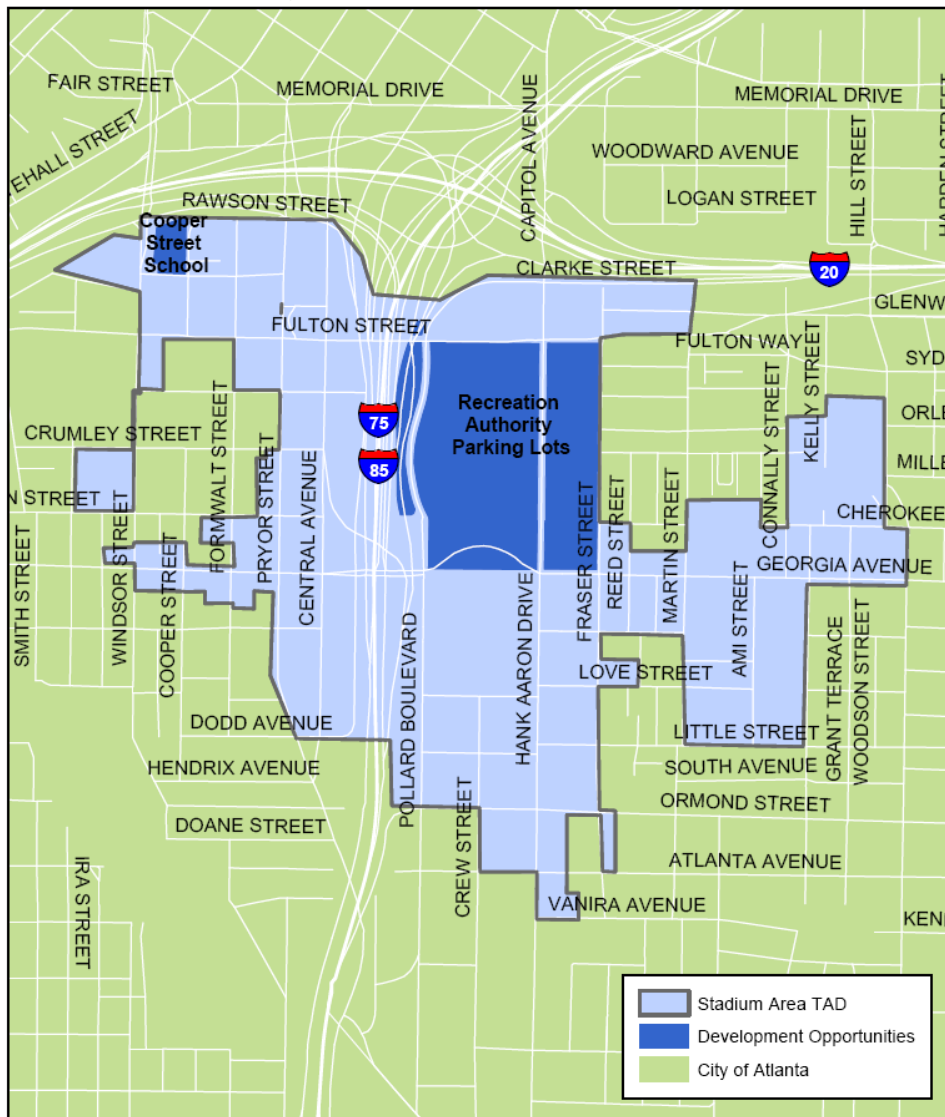 FAIR STREET
MEMORIAL DRIVE
MEMORIAL DRIVE
EHALL STREET
CAPITOL AVENUE
WOODWARD AVENUE
HILL STREET
LOGAN STREET
RAWSON STREET
Cooper
Street
School
CLARKE STREET
20
GLENW
FULTON STREET
FULTON WAY
SYD
CONNALLY STREET
KELLY STREET
Recreation
Authority
Parking Lots
75
85
CRUMLEY STREET
FORMWALT STREET
PRYOR STREET
CENTRAL AVENUE
ORLE
MILLE
N STREET
CHEROKEE
GEORGIA AVENUE
SMITH STREET
WINDSOR STREET
COOPER STREET
FRASER STREET
REED STREET
MARTIN STREET
AMI STREET
LOVE STREET
POLLARD BOULEVARD
HANK AARON DRIVE
GRANT TERRACE
WOODSON STREET
DODD AVENUE
LITTLE STREET
HENDRIX AVENUE
SOUTH AVENUE
ORMOND STREET
DOANE STREET
CREW STREET
ATLANTA AVENUE
IRA STREET
VANIRA AVENUE
KEN
Stadium Area TAD
Development Opportunities
City of Atlanta